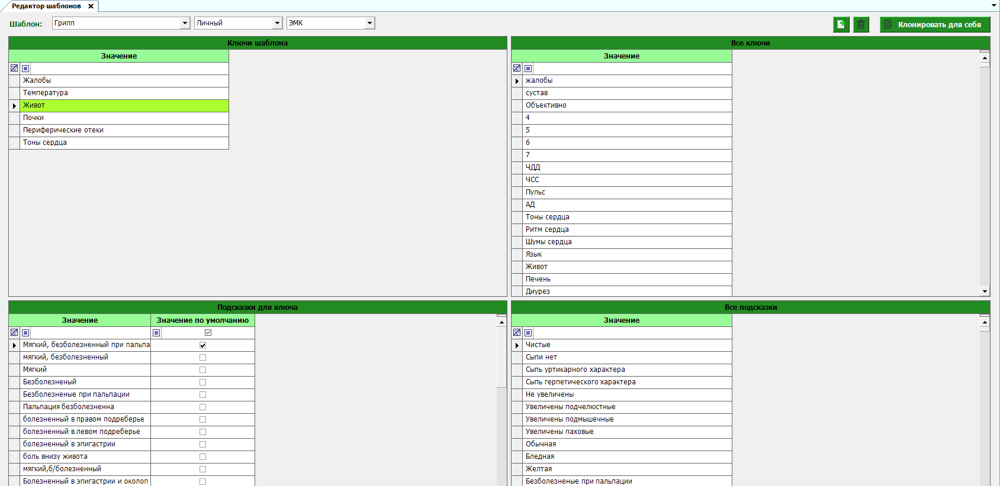 Редактор шаблонов
Шаблон: Грипп Личный ЭМК Клонировать для себя
Ключи шаблона
Значение
Жалобы
Температура
Живот
Почки
Периферические отеки
Тоны сердца
Все ключи
Значение
жалобы
сустав
Объективно
4
5
6
7
ЧДД
ЧСС
Пульс
АД
Тоны сердца
Ритм сердца
Шумы сердца
Язык
Живот
Печень
Диурез
Подсказки для ключа
Значение Значение по умолчанию
Мягкий, безболезненный при пальпа
мягкий, безболезненный
Мягкий
Безболезненый
Безболезненые при пальпации
Пальпация безболезненна
болезненный в правом подреберье
болезненный в левом подреберье
болезненный в эпигастрии
боль внизу живота
мягкий,б/болезненный
Болезненный в эпигастрии и околоп
Все подсказки
Значение
Чистые
Сыпи нет
Сыпь уртикарного характера
Сыпь герпетического характера
Не увеличены
Увеличены подчелюстные
Увеличены подмышечные
Увеличены паховые
Обычная
Бледная
Желтая
Безболезненые при пальпации